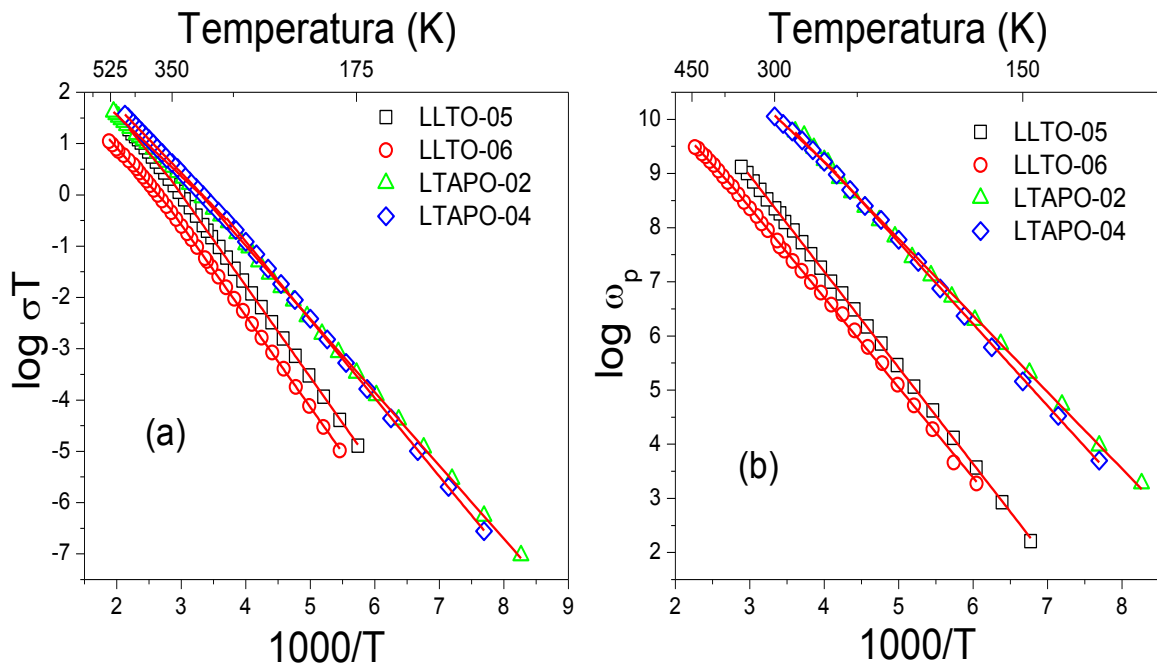 Temperatura (K)
525 350 175
2
1
0
-1
-2
-3
-4
-5
-6
-7
log σT
LLTO-05
LLTO-06
LTAPO-02
LTAPO-04
(a)
2 3 4 5 6 7 8 9
1000/T
Temperatura (K)
450 300 150
10
9
8
7
6
5
4
3
2
log ωp
LLTO-05
LLTO-06
LTAPO-02
LTAPO-04
(b)
2 3 4 5 6 7 8
1000/T